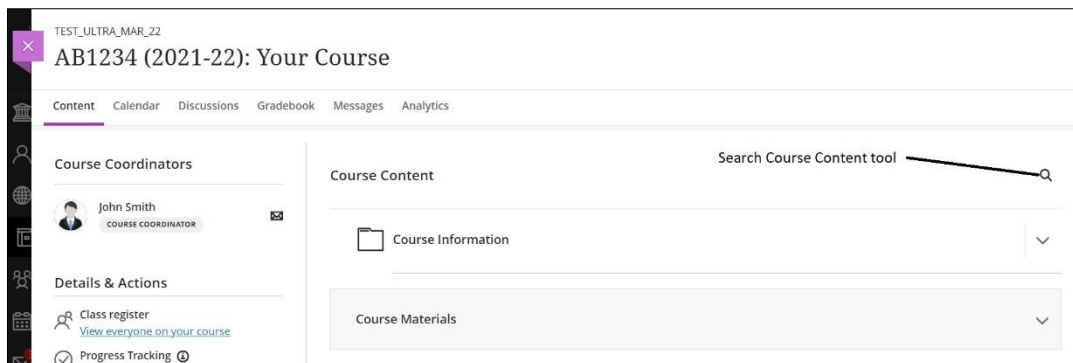 TEST_ULTRA_MAR_22
AB1234 (2021-22): Your Course
Content Calendar Discussions Gradebook Messages Analytics
Course Coordinators
John Smith
COURSE COORDINATOR
Details & Actions
Class register
View everyone on your course
Progress Tracking
Search Course Content tool
Course Content
Course Information
Course Materials